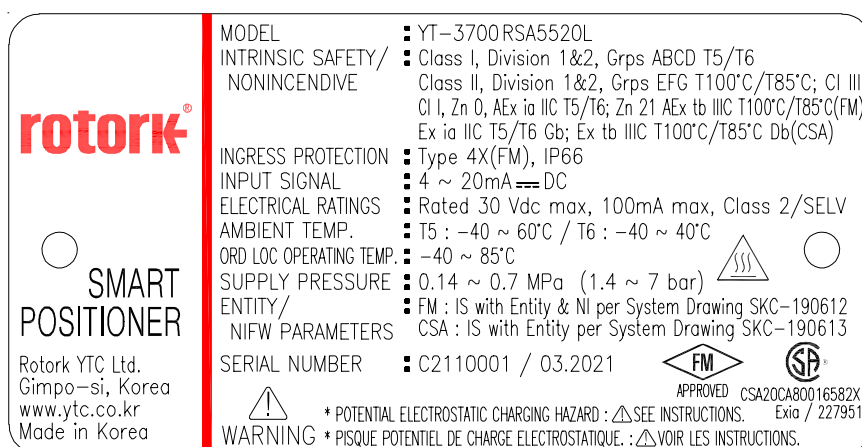 rotork®
SMART
POSITIONER
Rotork YTC Ltd.
Gimpo-si, Korea
www.ytc.co.kr
Made in Korea
MODEL : YT-3700RSA5520L
INTRINSIC SAFETY/ : Class I, Division 1&2, Grps ABCD T5/T6
NONINCENDIVE Class II, Division 1&2, Grps EFG T100°C/T85°C; Cl III
Cl I, Zn 0, AEx ia IIC T5/T6; Zn 21 AEx tb IIIC T100°C/T85°C(FM)
Ex ia IIC T5/T6 Gb; Ex tb IIIC T100°C/T85°C Db(CSA)
INGRESS PROTECTION : Type 4X(FM), IP66
INPUT SIGNAL : 4 ~ 20mA ⎓ DC
ELECTRICAL RATINGS : Rated 30 Vdc max, 100mA max, Class 2/SELV
AMBIENT TEMP. : T5 : -40 ~ 60°C / T6 : -40 ~ 40°C
ORD LOC OPERATING TEMP. : -40 ~ 85°C
SUPPLY PRESSURE : 0.14 ~ 0.7 MPa (1.4 ~ 7 bar)
ENTITY/ : FM : IS with Entity & NI per System Drawing SKC-190612
NIFW PARAMETERS CSA : IS with Entity per System Drawing SKC-190613
SERIAL NUMBER : C2110001 / 03.2021
FM
APPROVED
SA®
CSA20CA80016582X
Exia / 227951
WARNING
* POTENTIAL ELECTROSTATIC CHARGING HAZARD : ⚠SEE INSTRUCTIONS.
* PISQUE POTENTIEL DE CHARGE ELECTROSTATIQUE. : ⚠VOIR LES INSTRUCTIONS.